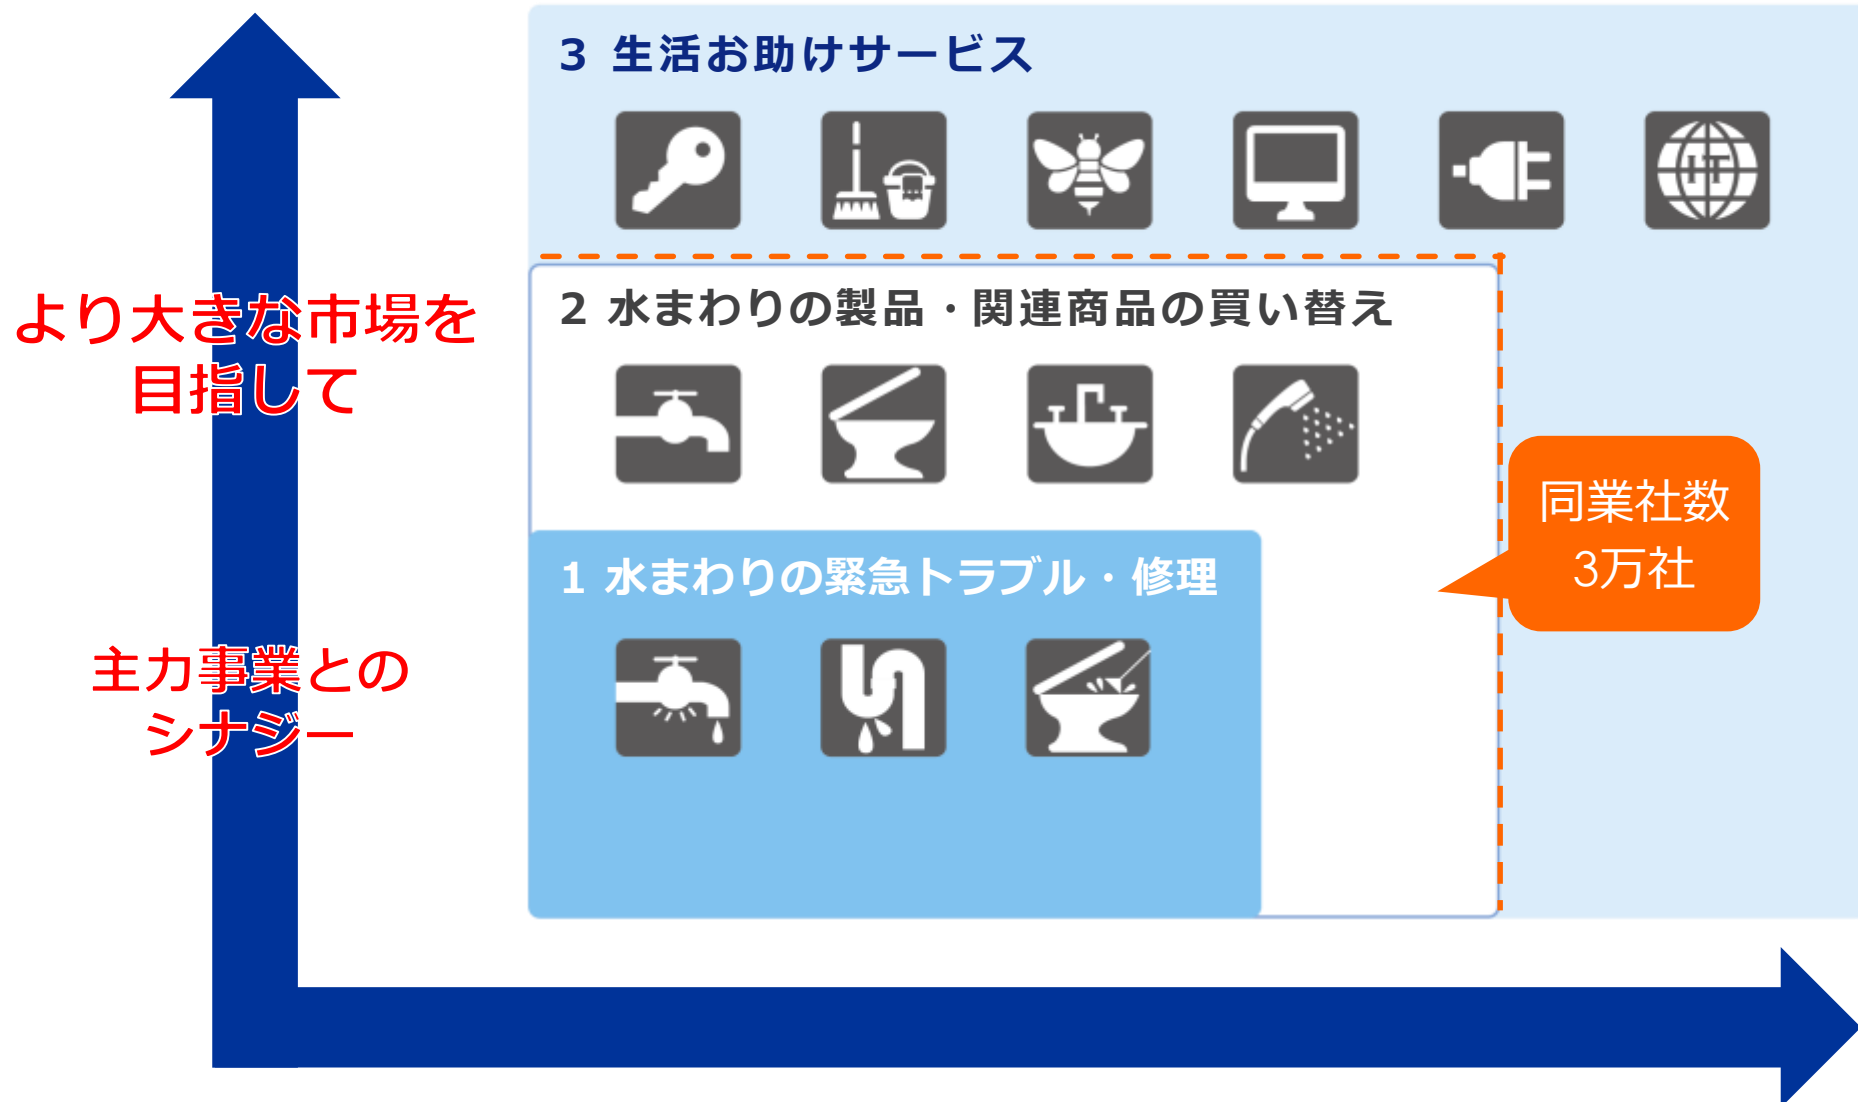 3 生活お助けサービス
IT
2 水まわりの製品・関連商品の買い替え
より大きな市場を
目指して
同業社数
3万社
1 水まわりの緊急トラブル・修理
主力事業との
シナジー